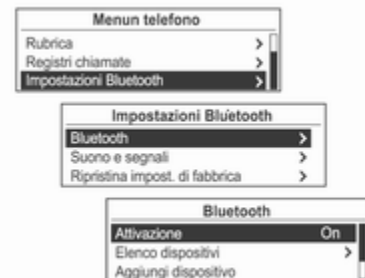 Menun telefono
Rubrica >
Registri chiamate >
Impostazioni Bluetooth >
Impostazioni Bluetooth
Bluetooth >
Suono e segnali >
Ripristina impost. di fabbrica >
Bluetooth
Attivazione On
Elenco dispositivi >
Aggiungi dispositivo